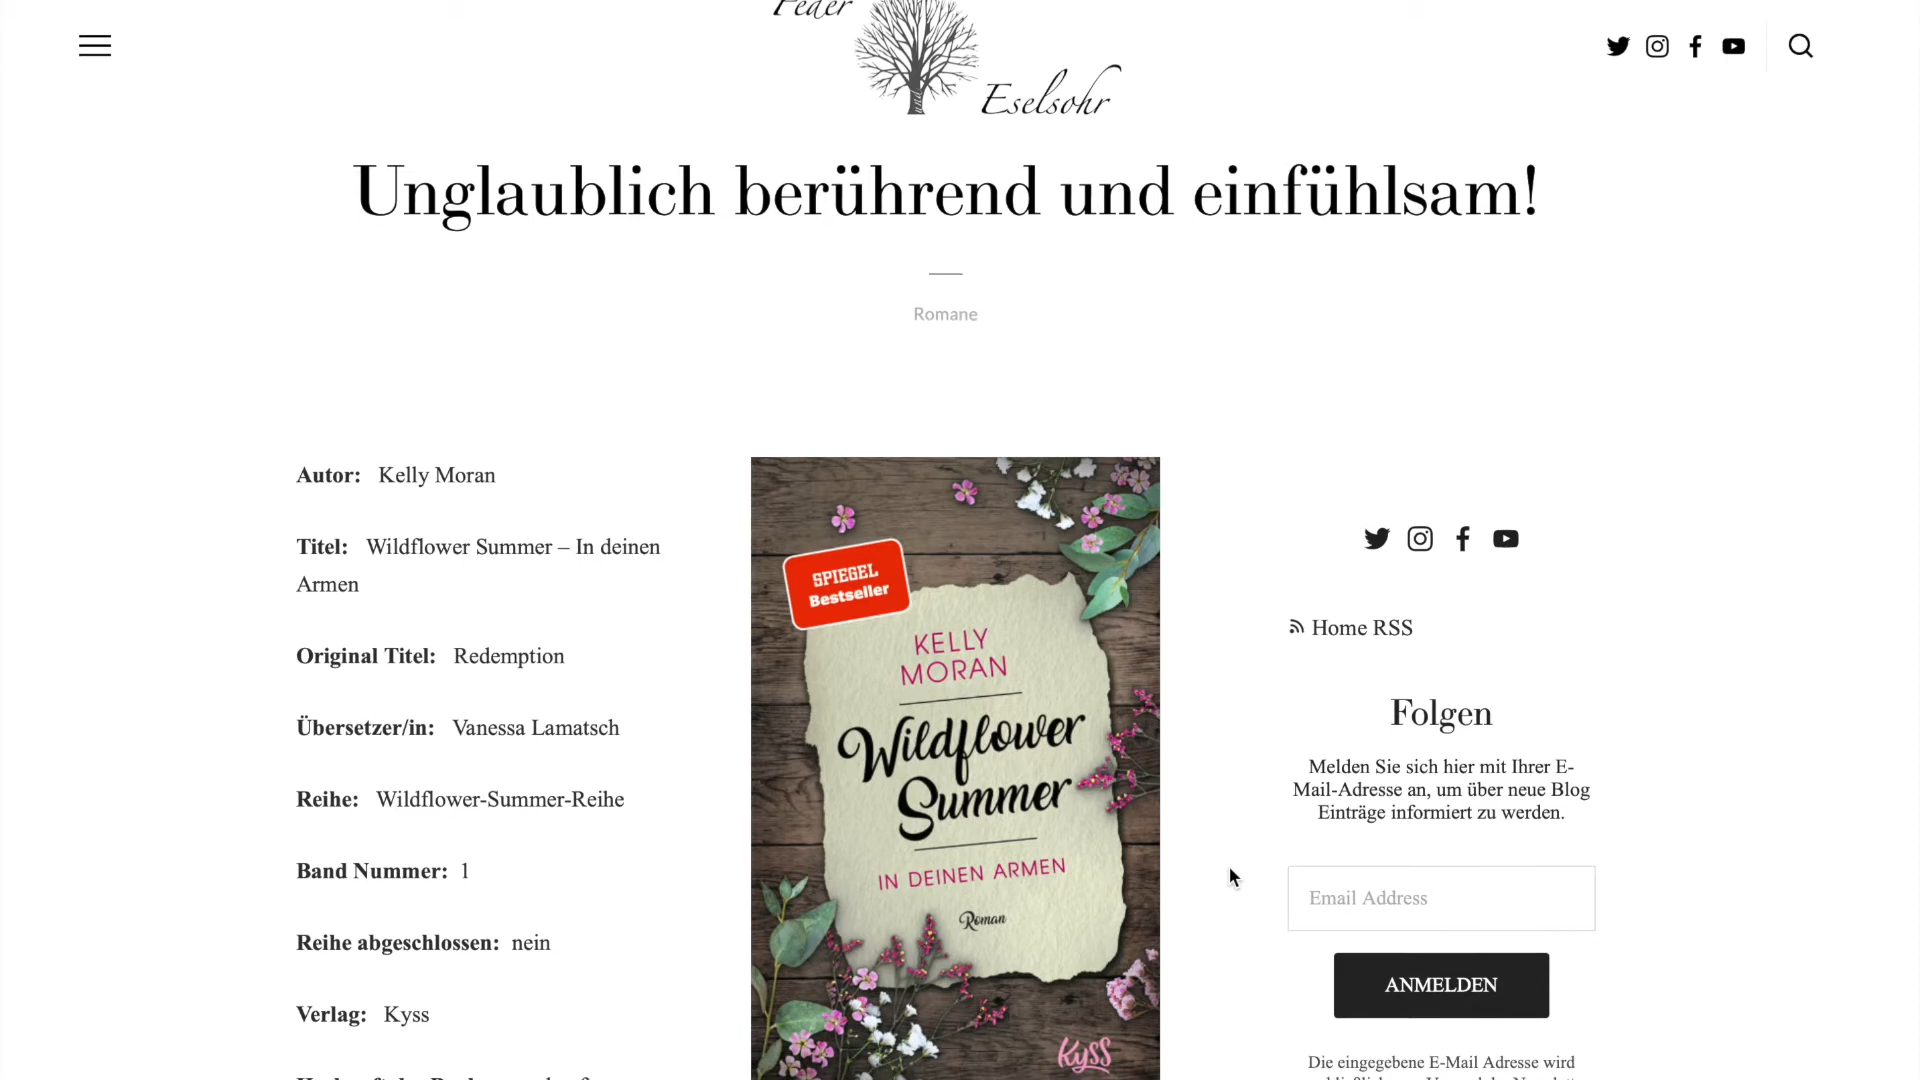 Feder
und
Eselsohr
Unglaublich berührend und einfühlsam!
Romane
Autor: Kelly Moran
Titel: Wildflower Summer – In deinen
Armen
Original Titel: Redemption
Übersetzer/in: Vanessa Lamatsch
Reihe: Wildflower-Summer-Reihe
Band Nummer: 1
Reihe abgeschlossen: nein
Verlag: Kyss
SPIEGEL
Bestseller
KELLY
MORAN
Wildflower
Summer
IN DEINEN ARMEN
Roman
Kyss
Home RSS
Folgen
Melden Sie sich hier mit Ihrer E-
Mail-Adresse an, um über neue Blog
Einträge informiert zu werden.
Email Address
ANMELDEN
Die eingegebene E-Mail Adresse wird